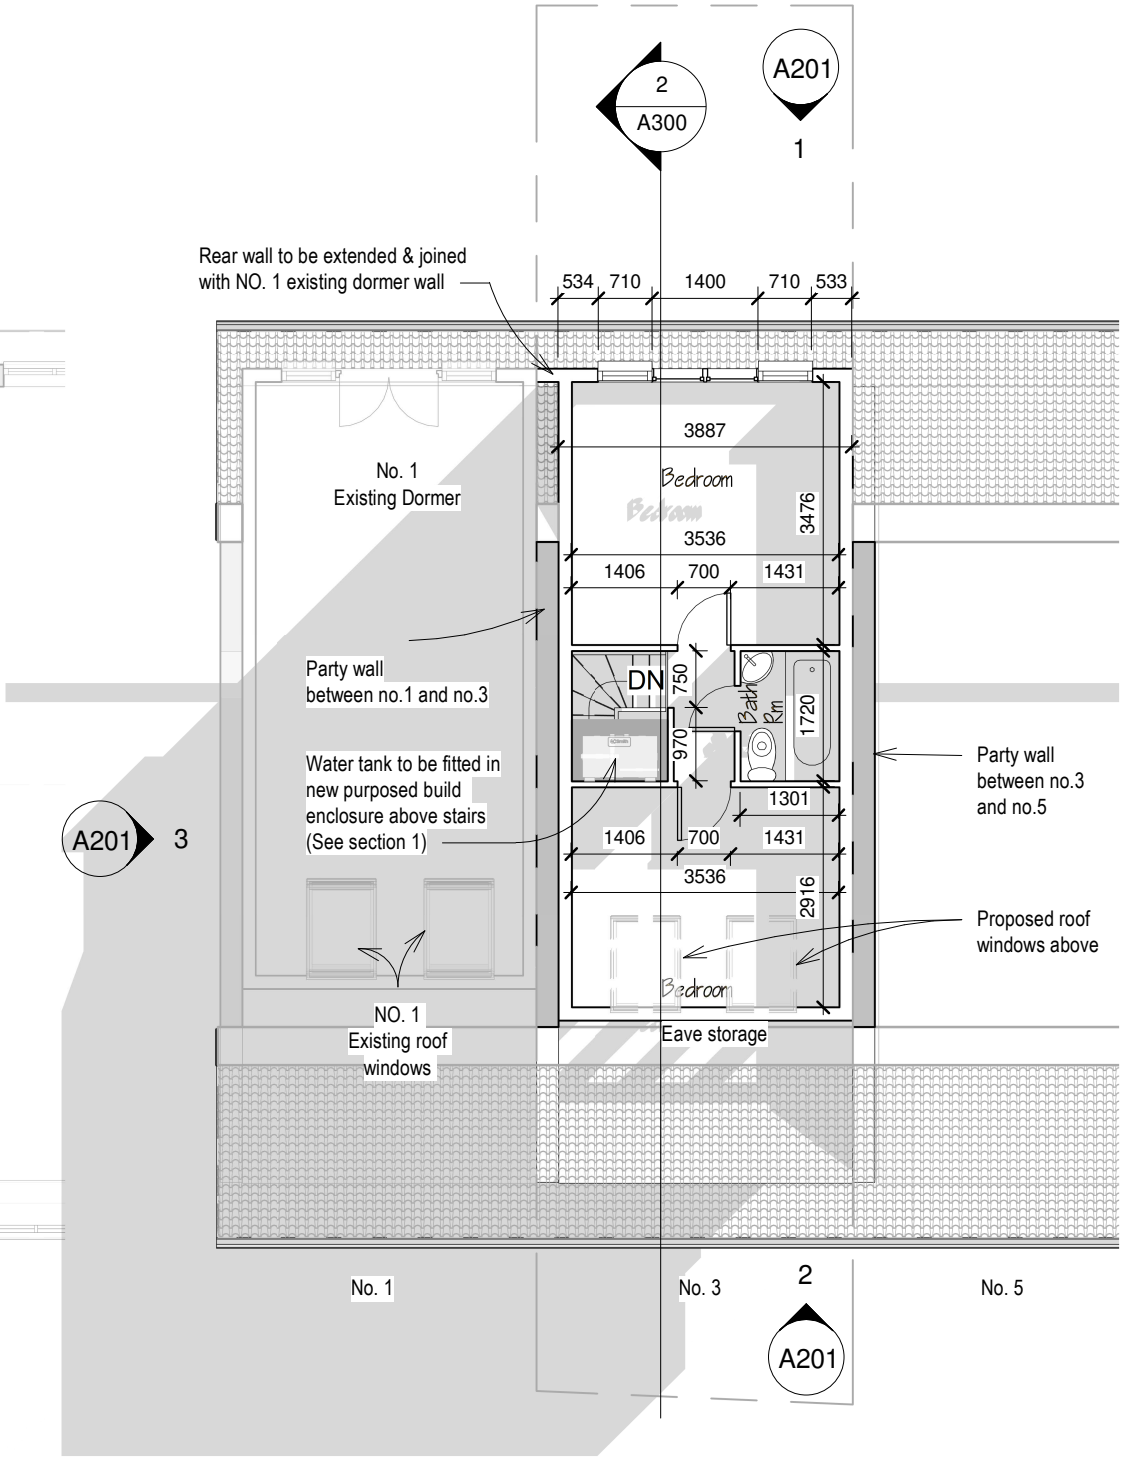 2
A300
A201
1
Rear wall to be extended & joined
with NO. 1 existing dormer wall
534 710 1400 710 533
3887
No. 1
Existing Dormer
Bedroom
Bedroom
3476
3536
1406 700 1431
Party wall
between no.1 and no.3
DN
750
Bath
Rm
1720
970
Water tank to be fitted in
new purposed build
enclosure above stairs
(See section 1)
Party wall
between no.3
and no.5
1301
A201 3
1406 700 1431
3536
2916
Proposed roof
windows above
Bedroom
NO. 1
Existing roof
windows
Eave storage
No. 1
No. 3
No. 5
2
A201